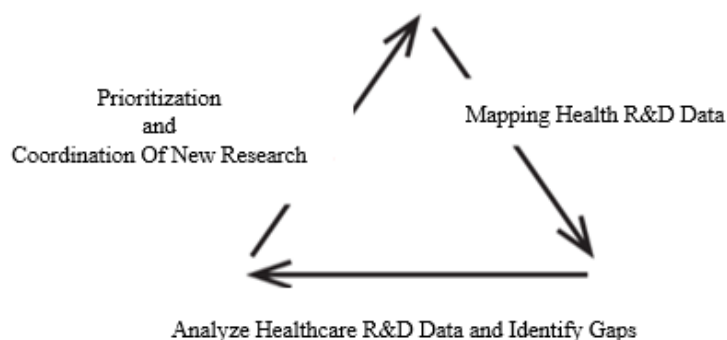 Prioritization
and
Coordination Of New Research
Mapping Health R&D Data
Analyze Healthcare R&D Data and Identify Gaps